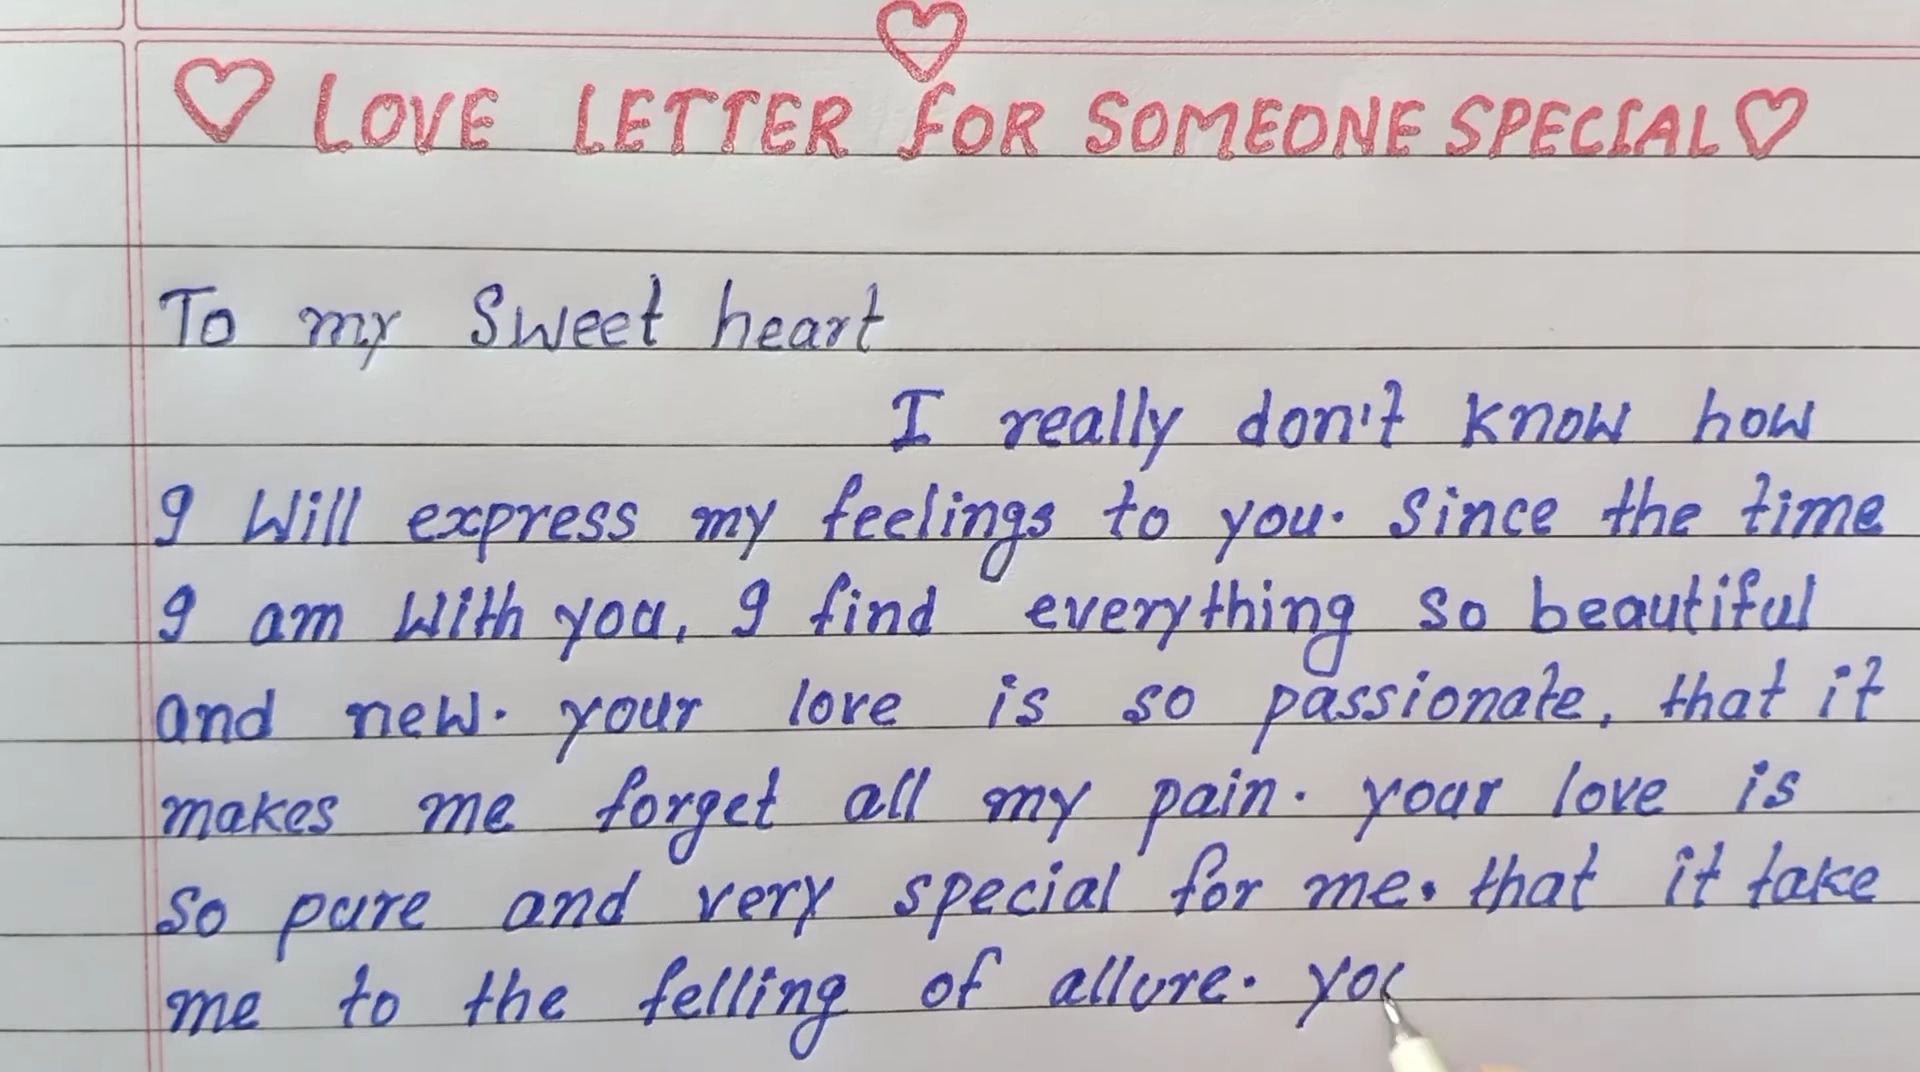 ♡ LOVE LETTER FOR SOMEONE SPECIAL ♡
To my Sweet heart
I really don't know how
I Will express my feelings to you. Since the time
I am With you, I find everything so beautiful
and new. your love is so passionate, that it
makes me forget all my pain. your love is
so pure and very special for me. that it take
me to the felling of allure. you